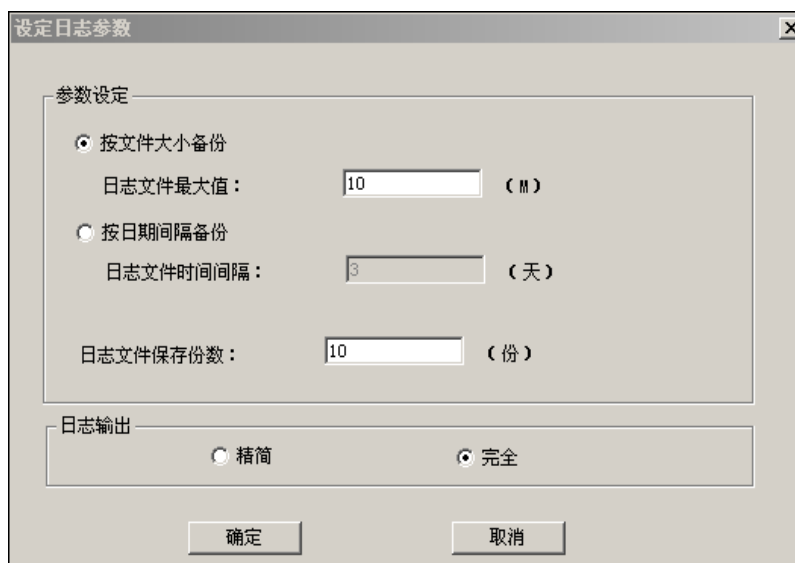 设定日志参数
参数设定
按文件大小备份
日志文件最大值： 10 （M）
按日期间隔备份
日志文件时间间隔： 3 （天）
日志文件保存份数： 10 （份）
日志输出
精简 完全
确定 取消